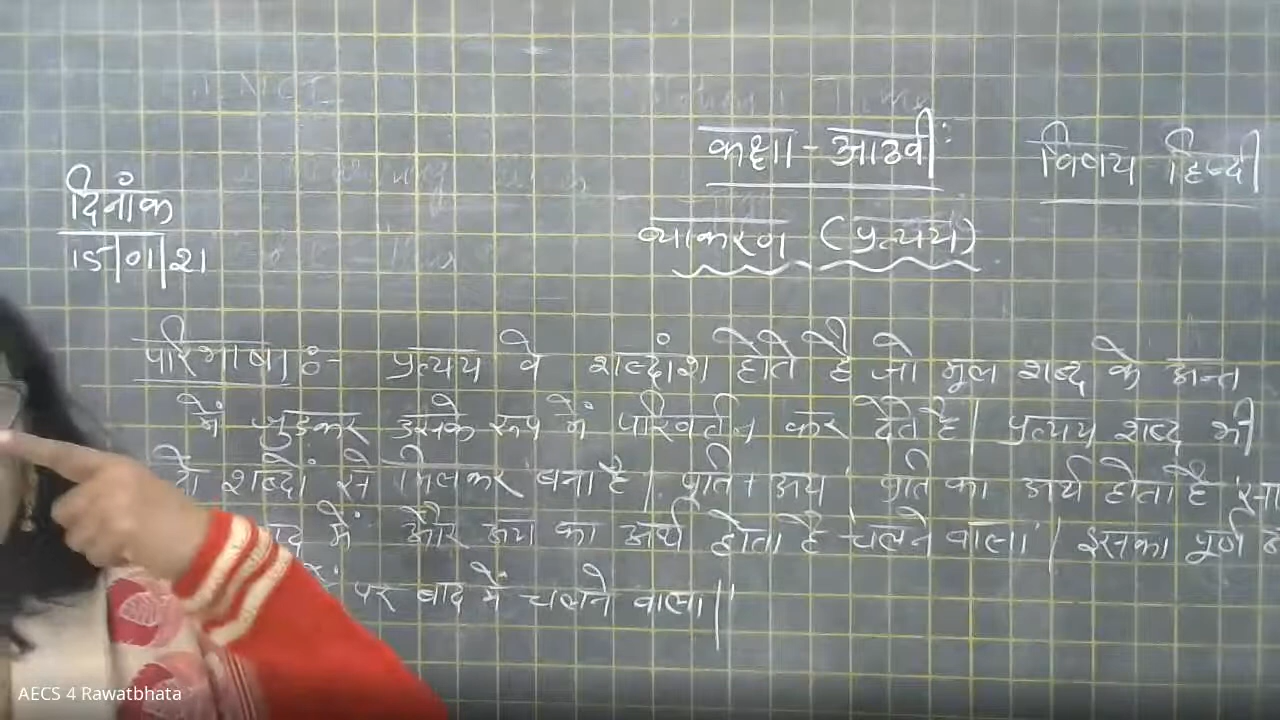 कक्षा - आठवीं :
विषय हिन्दी
दिनांक
15/01/21
व्याकरण (प्रत्यय)
परिभाषा :- प्रत्यय वे शब्दांश होते है जो मूल शब्द के अन्त
में जुड़कर उसके रूप में परिवर्तन कर देते है| प्रत्यय शब्द भी
शब्दों से मिलकर बना है| प्रति + अय प्रति का अर्थ होता है
में और अय का अर्थ होता है चलने वाला | इसका पूर्ण
पर बाद में चलने वाला||
AECS 4 Rawatbhata